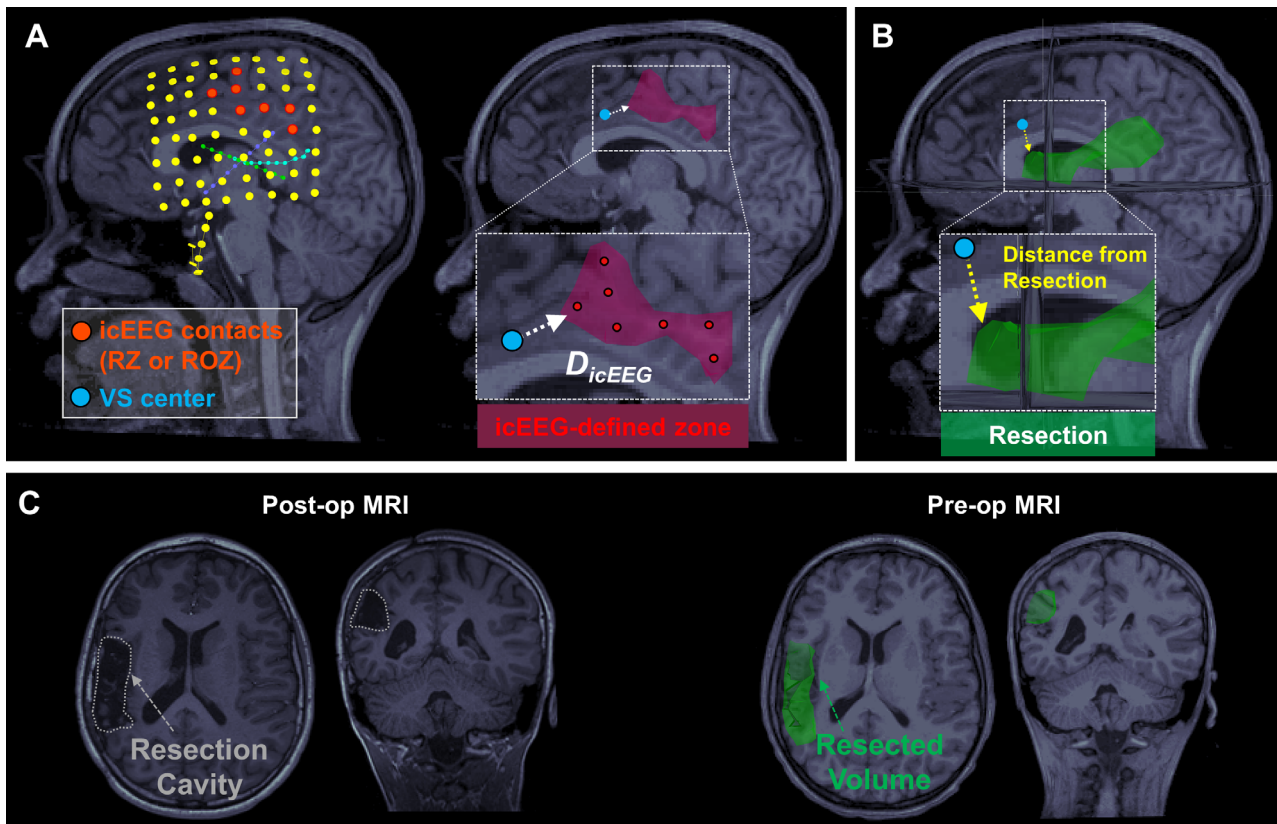 A
icEEG contacts
(RZ or ROZ)
VS center
D_icEEG
icEEG-defined zone
B
Distance from
Resection
Resection
C
Post-op MRI
Pre-op MRI
Resection
Cavity
Resected
Volume